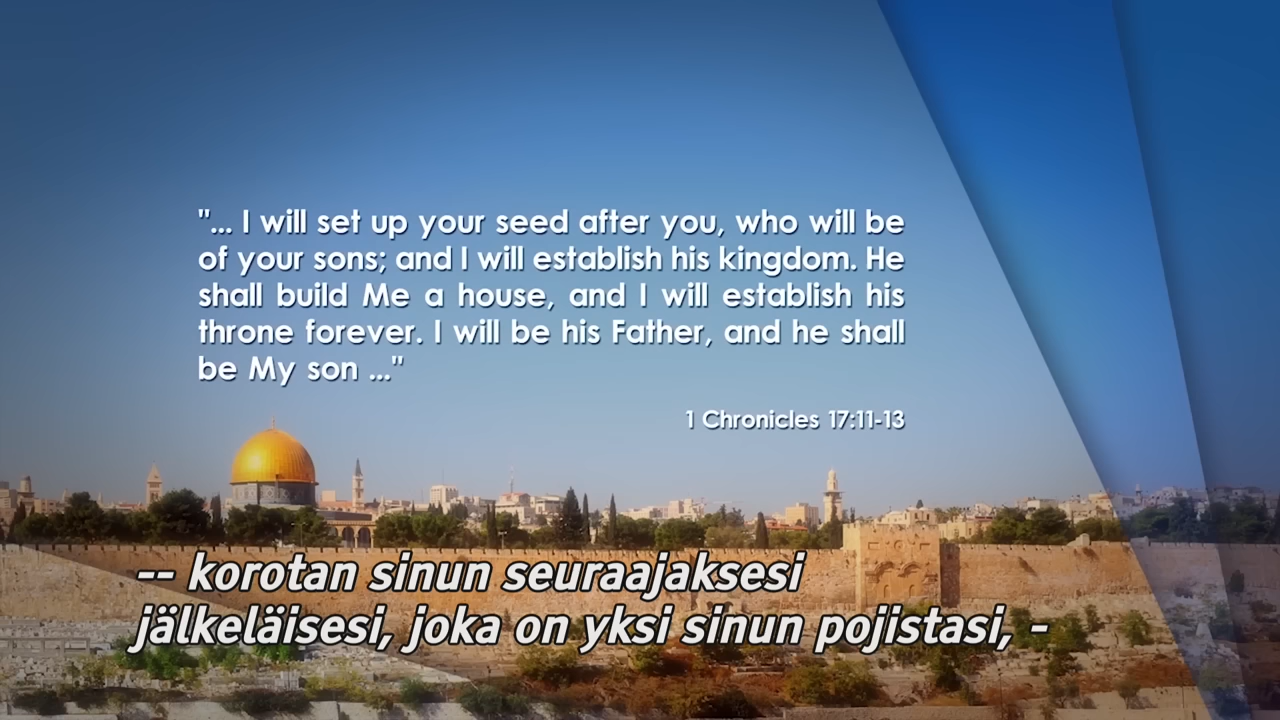 "... I will set up your seed after you, who will be
of your sons; and I will establish his kingdom. He
shall build Me a house, and I will establish his
throne forever. I will be his Father, and he shall
be My son ..."
1 Chronicles 17:11-13
-- korotan sinun seuraajaksesi
jälkeläisesi, joka on yksi sinun pojistasi, -